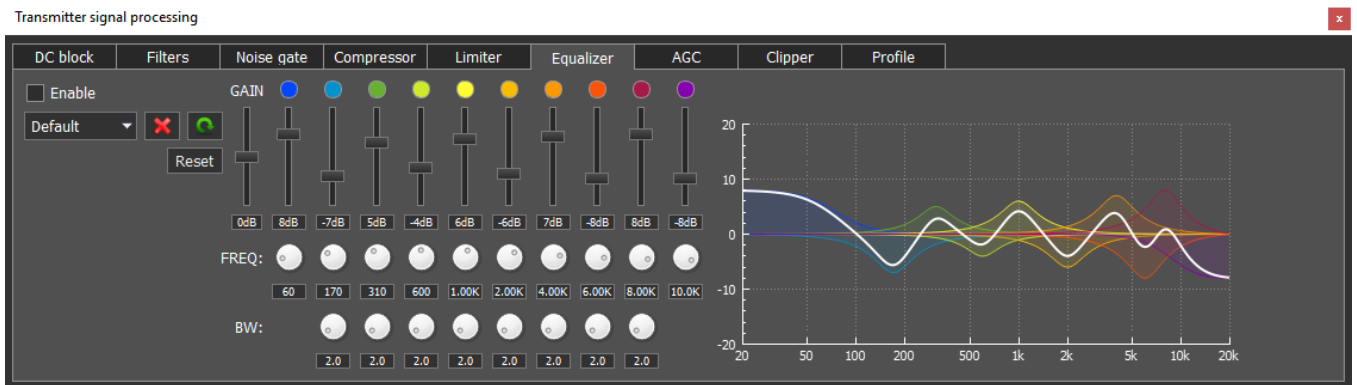 Transmitter signal processing
x
DC block Filters Noise gate Compressor Limiter Equalizer AGC Clipper Profile
Enable GAIN
Default
Reset
0dB 8dB -7dB 5dB -4dB 6dB -6dB 7dB -8dB 8dB -8dB
FREQ:
60 170 310 600 1.00K 2.00K 4.00K 6.00K 8.00K 10.0K
BW:
2.0 2.0 2.0 2.0 2.0 2.0 2.0 2.0
20
10
0
-10
-20
20 50 100 200 500 1k 2k 5k 10k 20k